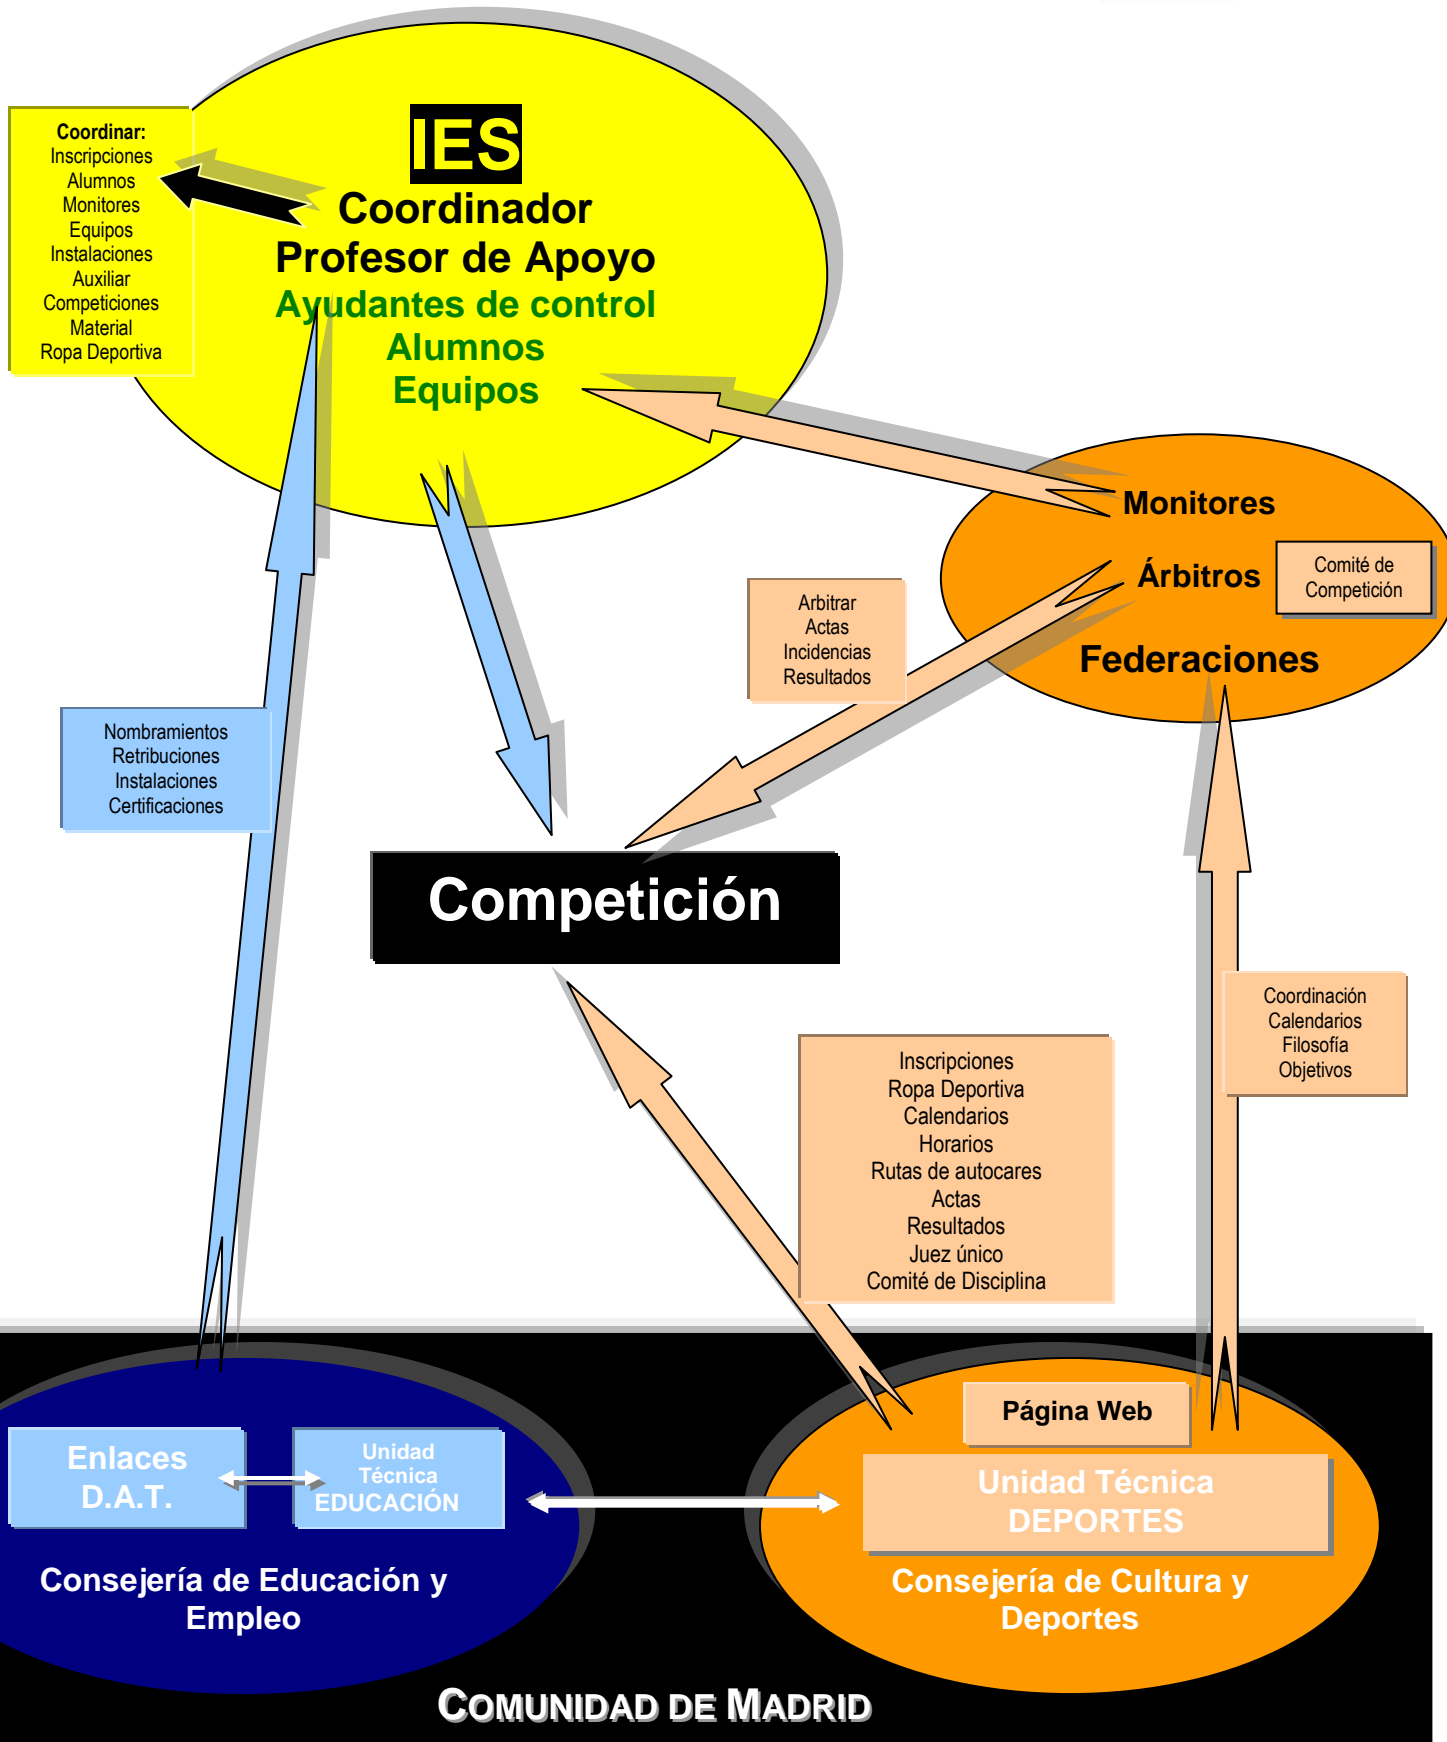 IES
Coordinador
Profesor de Apoyo
Ayudantes de control
Alumnos
Equipos
Coordinar:
Inscripciones
Alumnos
Monitores
Equipos
Instalaciones
Auxiliar
Competiciones
Material
Ropa Deportiva
Monitores
Árbitros
Comité de
Competición
Federaciones
Arbitrar
Actas
Incidencias
Resultados
Nombramientos
Retribuciones
Instalaciones
Certificaciones
Competición
Coordinación
Calendarios
Filosofía
Objetivos
Inscripciones
Ropa Deportiva
Calendarios
Horarios
Rutas de autocares
Actas
Resultados
Juez único
Comité de Disciplina
Enlaces
D.A.T.
Unidad
Técnica
EDUCACIÓN
Consejería de Educación y
Empleo
Página Web
Unidad Técnica
DEPORTES
Consejería de Cultura y
Deportes
COMUNIDAD DE MADRID